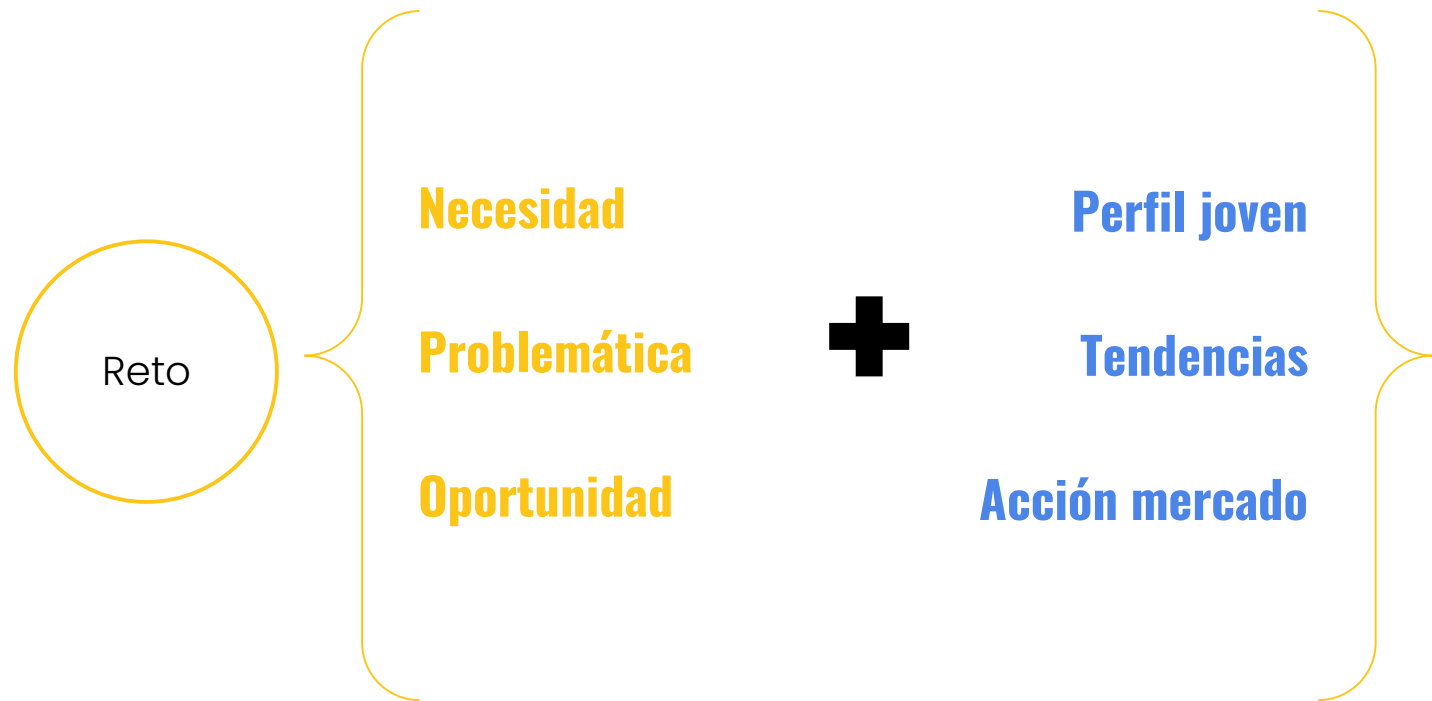 Reto
Necesidad
Problemática
Oportunidad
Perfil joven
Tendencias
Acción mercado